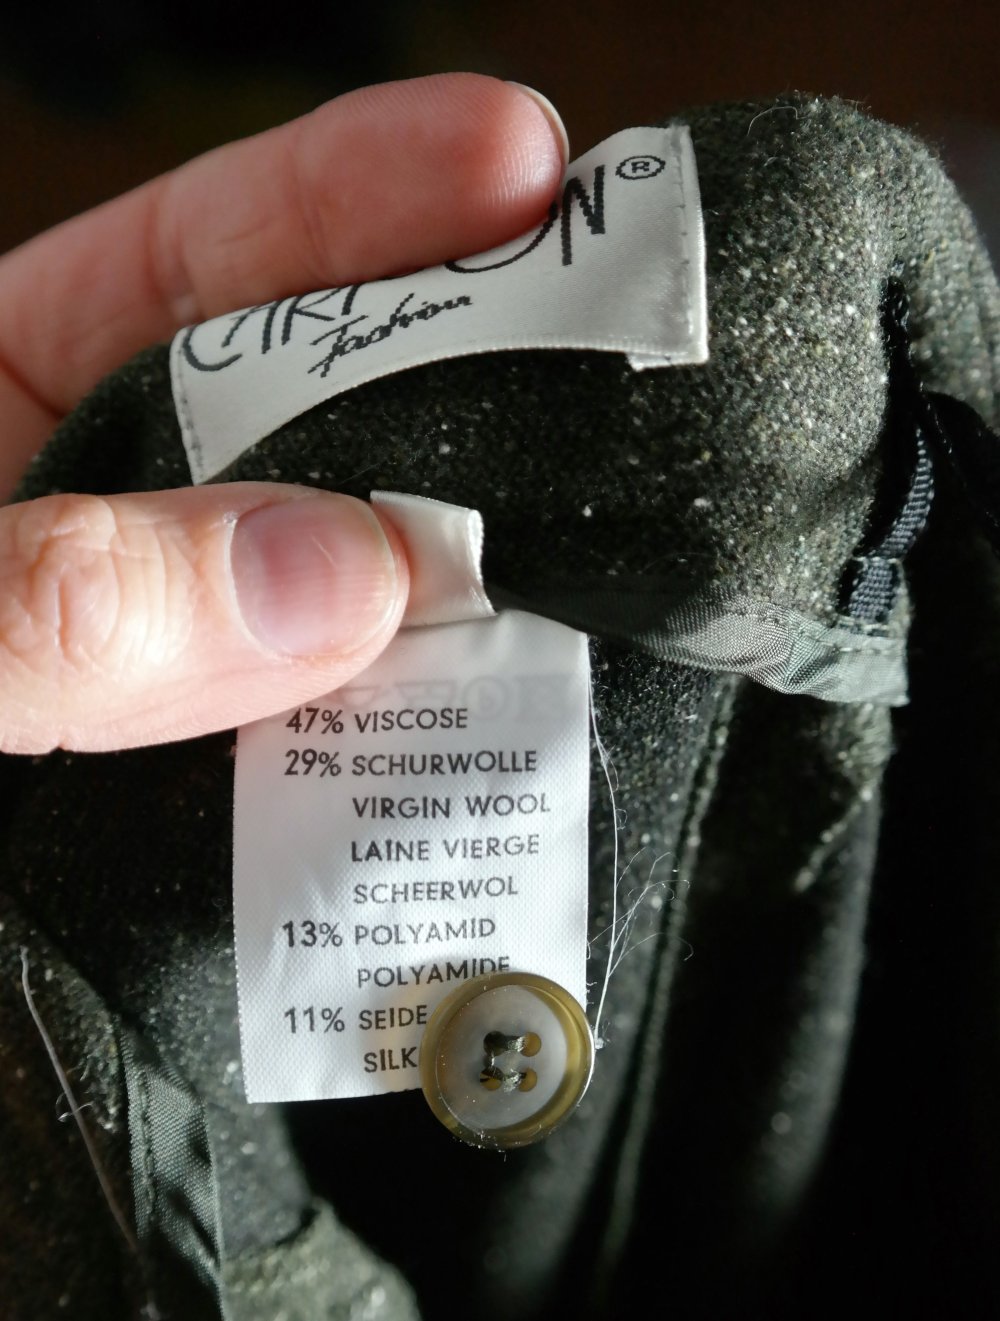 ®
Fashion
47% VISCOSE
29% SCHURWOLLE
VIRGIN WOOL
LAINE VIERGE
SCHEERWOL
13% POLYAMID
POLYAMIDE
11% SEIDE
SILK